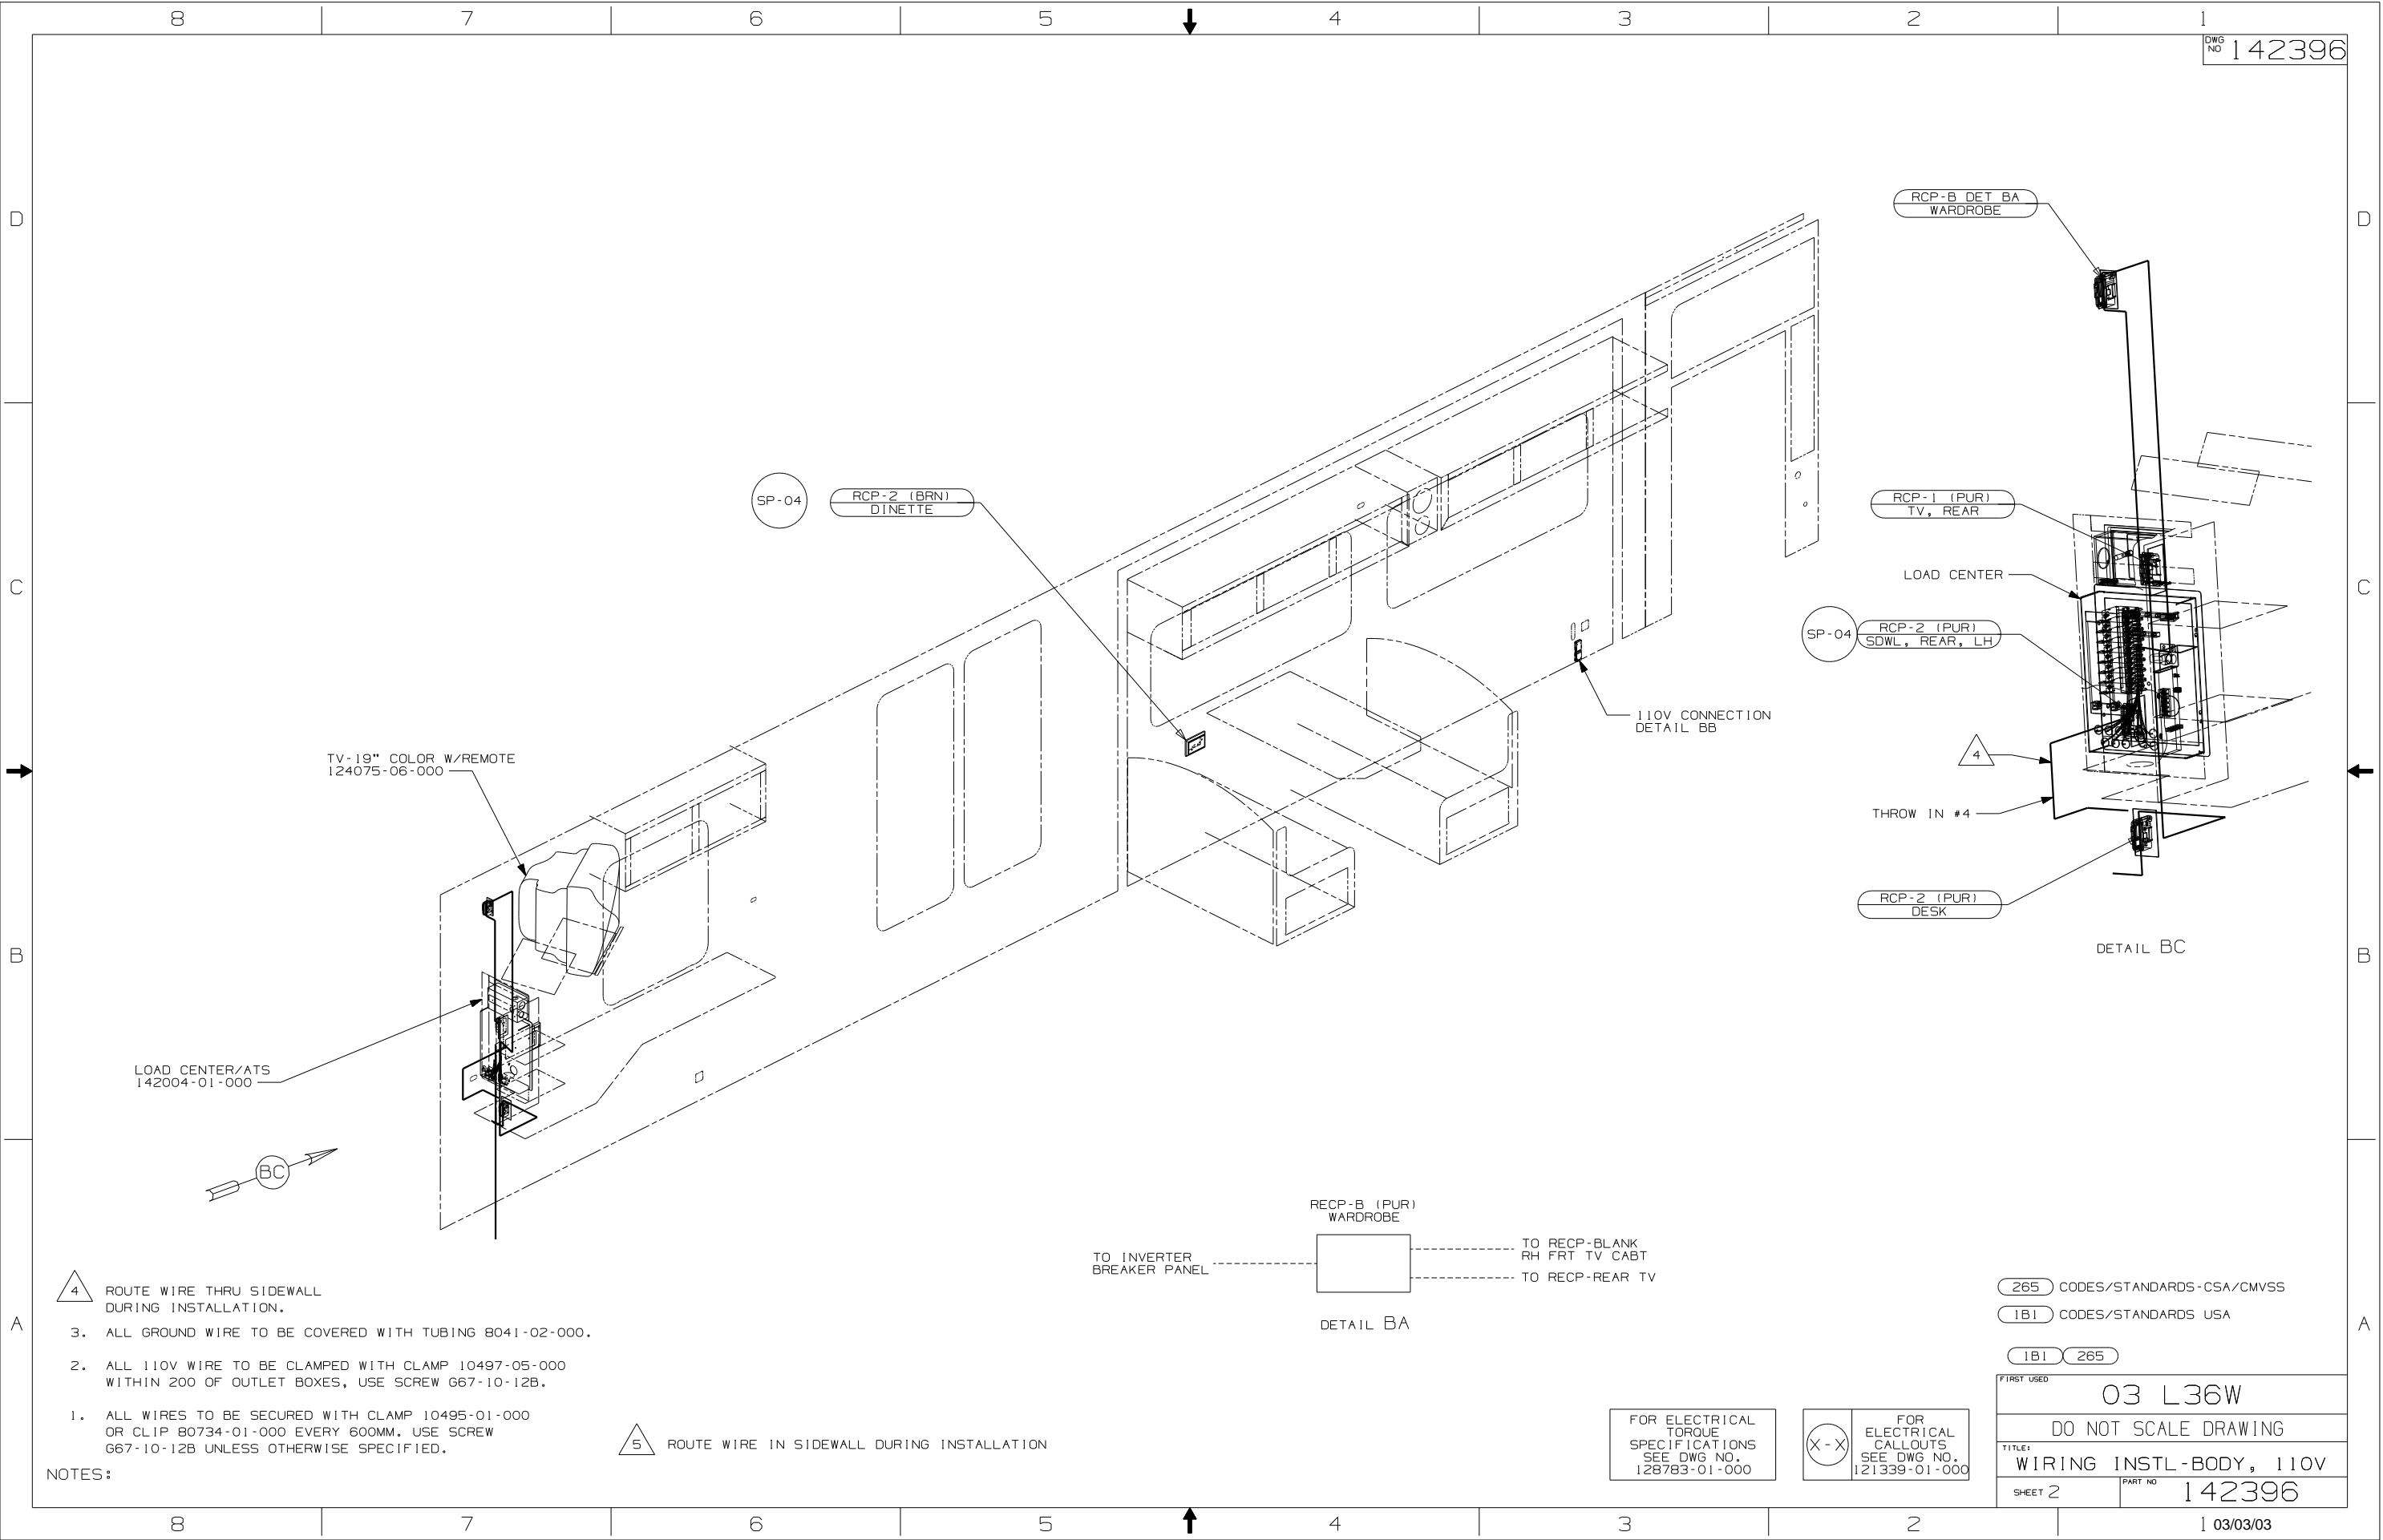 8 7 6 5 4 3 2 1
DWG NO 142396
D
D
RCP-B DET BA
WARDROBE
SP-04
RCP-2 (BRN)
DINETTE
RCP-1 (PUR)
TV, REAR
LOAD CENTER
C
C
SP-04
RCP-2 (PUR)
SDWL, REAR, LH
110V CONNECTION
DETAIL BB
4
TV-19" COLOR W/REMOTE
124075-06-000
THROW IN #4
RCP-2 (PUR)
DESK
DETAIL BC
B
B
LOAD CENTER/ATS
142004-01-000
BC
RECP-B (PUR)
WARDROBE
TO INVERTER
BREAKER PANEL
TO RECP-BLANK
RH FRT TV CABT
TO RECP-REAR TV
DETAIL BA
A
A
4 ROUTE WIRE THRU SIDEWALL
DURING INSTALLATION.
3. ALL GROUND WIRE TO BE COVERED WITH TUBING 8041-02-000.
2. ALL 110V WIRE TO BE CLAMPED WITH CLAMP 10497-05-000
WITHIN 200 OF OUTLET BOXES, USE SCREW G67-10-12B.
1. ALL WIRES TO BE SECURED WITH CLAMP 10495-01-000
OR CLIP 80734-01-000 EVERY 600MM. USE SCREW
G67-10-12B UNLESS OTHERWISE SPECIFIED.
NOTES:
5 ROUTE WIRE IN SIDEWALL DURING INSTALLATION
265 CODES/STANDARDS-CSA/CMVSS
1B1 CODES/STANDARDS USA
1B1 265
FOR ELECTRICAL
TORQUE
SPECIFICATIONS
SEE DWG NO.
128783-01-000
X-X
FOR
ELECTRICAL
CALLOUTS
SEE DWG NO.
121339-01-000
FIRST USED
03 L36W
DO NOT SCALE DRAWING
TITLE:
WIRING INSTL-BODY, 110V
SHEET 2
PART NO 142396
8 7 6 5 4 3 2 1
03/03/03